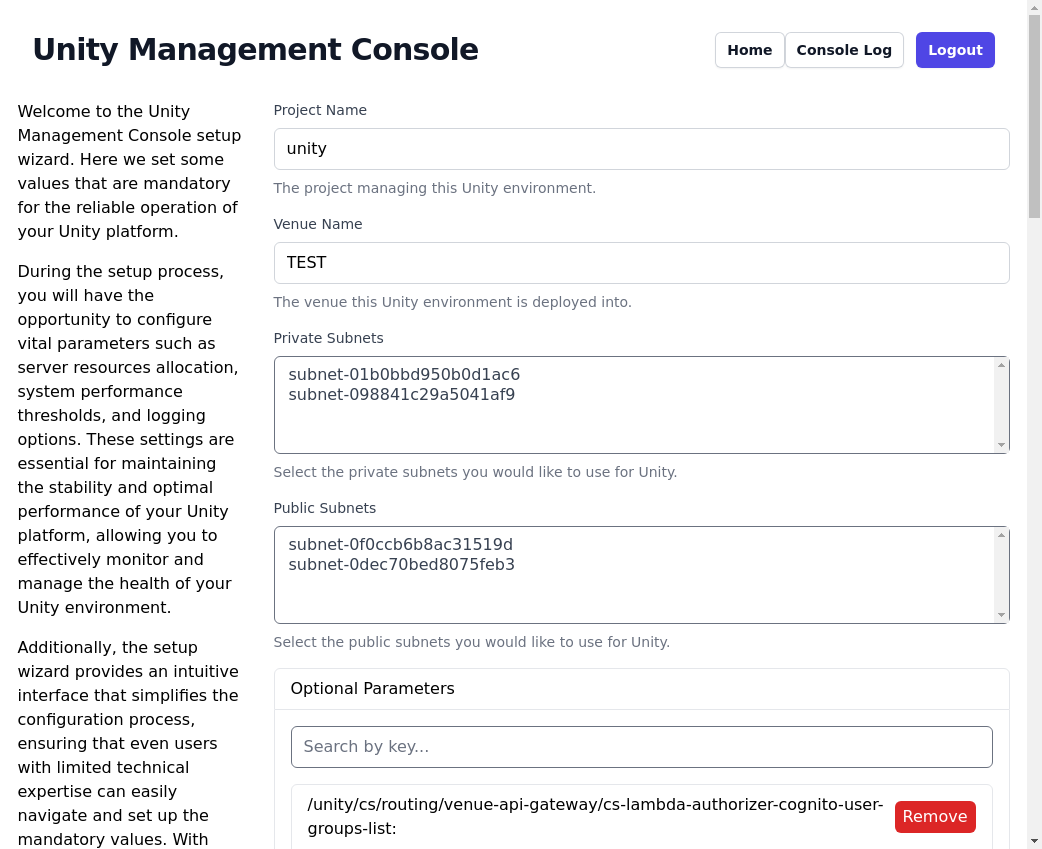 Unity Management Console
Home
Console Log
Logout
Welcome to the Unity
Management Console setup
wizard. Here we set some
values that are mandatory
for the reliable operation of
your Unity platform.
During the setup process,
you will have the
opportunity to configure
vital parameters such as
server resources allocation,
system performance
thresholds, and logging
options. These settings are
essential for maintaining
the stability and optimal
performance of your Unity
platform, allowing you to
effectively monitor and
manage the health of your
Unity environment.
Additionally, the setup
wizard provides an intuitive
interface that simplifies the
configuration process,
ensuring that even users
with limited technical
expertise can easily
navigate and set up the
mandatory values. With
Project Name
unity
The project managing this Unity environment.
Venue Name
TEST
The venue this Unity environment is deployed into.
Private Subnets
subnet-01b0bbd950b0d1ac6
subnet-098841c29a5041af9
Select the private subnets you would like to use for Unity.
Public Subnets
subnet-0f0ccb6b8ac31519d
subnet-0dec70bed8075feb3
Select the public subnets you would like to use for Unity.
Optional Parameters
Search by key...
/unity/cs/routing/venue-api-gateway/cs-lambda-authorizer-cognito-user-
groups-list:
Remove